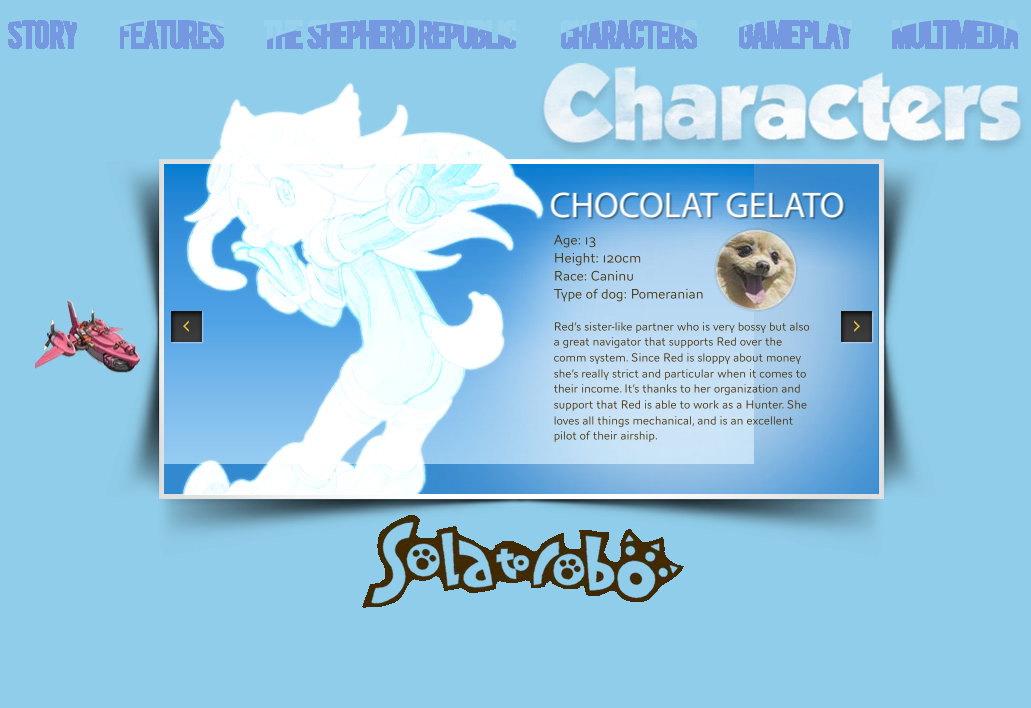 STORY FEATURES THE SHEPHERD REPUBLIC CHARACTERS GAMEPLAY MULTIMEDIA
Characters
CHOCOLAT GELATO
Age: 13
Height: 120cm
Race: Caninu
Type of dog: Pomeranian
Red's sister-like partner who is very bossy but also
a great navigator that supports Red over the
comm system. Since Red is sloppy about money
she's really strict and particular when it comes to
their income. It's thanks to her organization and
support that Red is able to work as a Hunter. She
loves all things mechanical, and is an excellent
pilot of their airship.
Solatorobo